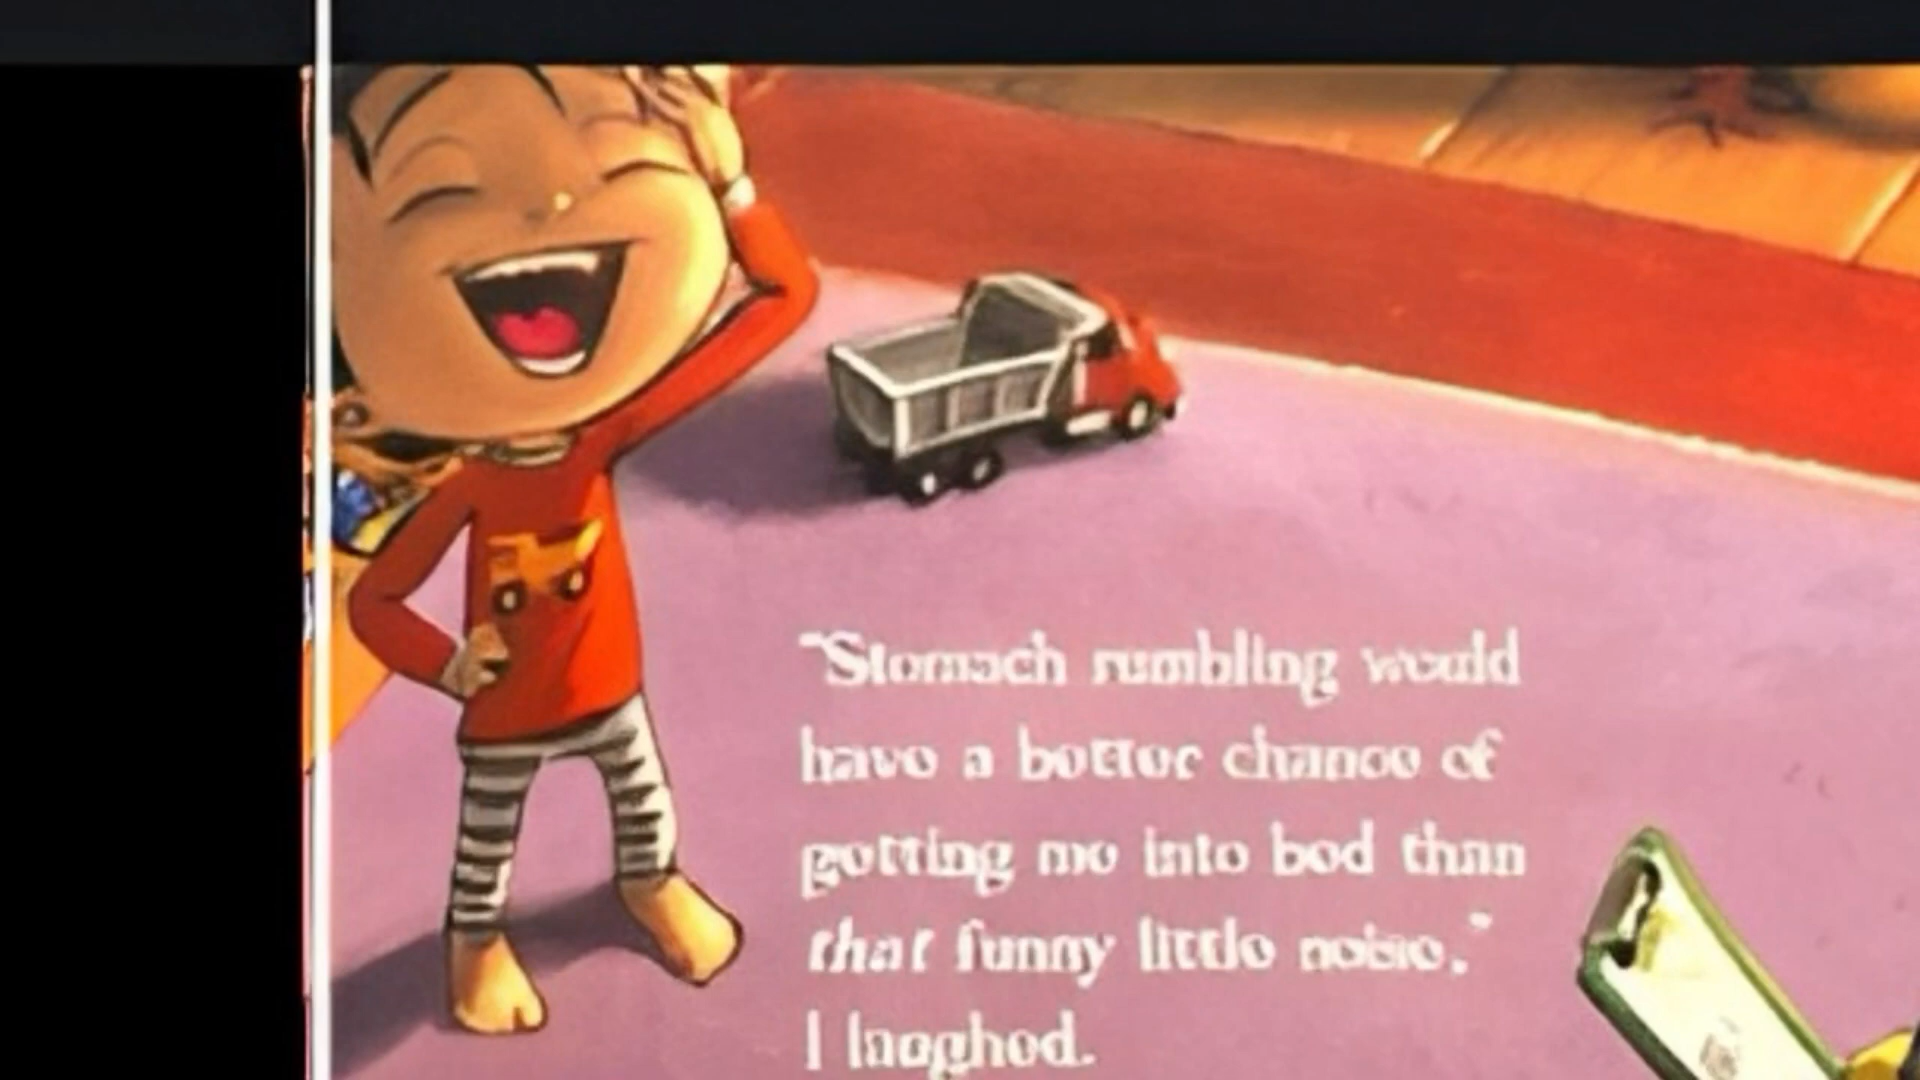 "Stomach rumbling would
have a better chance of
getting me into bed than
that funny little noise."
I laughed.